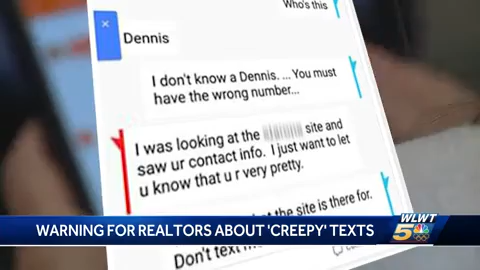 Who's this
×
Dennis
I don't know a Dennis. ... You must
have the wrong number...
I was looking at the site and
saw ur contact info. I just want to let
u know that u r very pretty.
the site is there for.
Don't text m
WARNING FOR REALTORS ABOUT 'CREEPY' TEXTS
WLWT
5